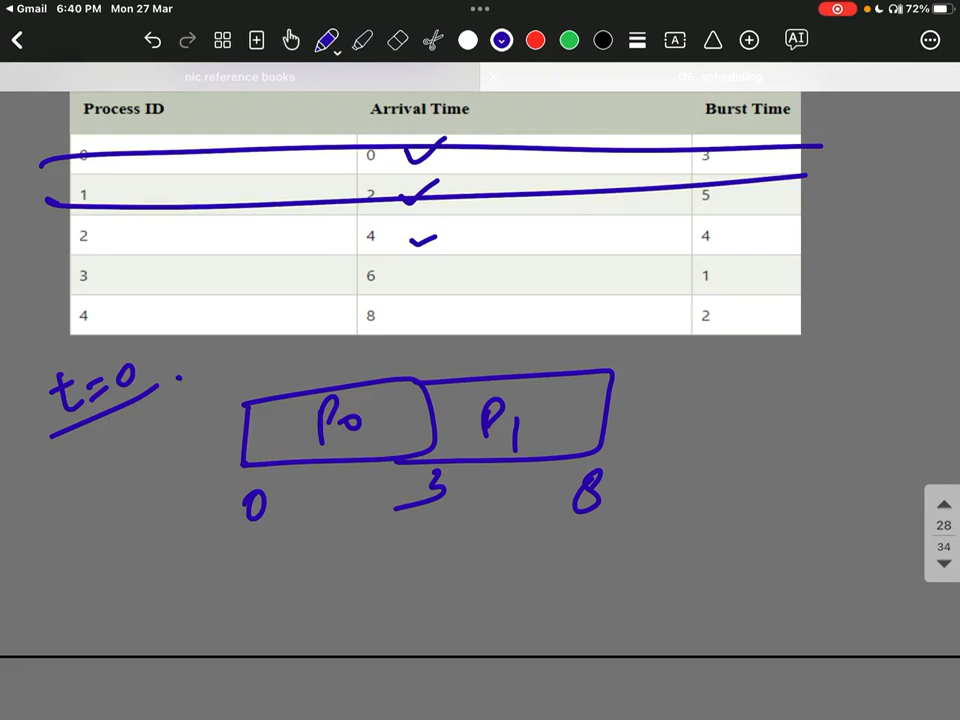 Gmail 6:40 PM Mon 27 Mar 72%
AI
nic reference books OS_scheduling
Process ID Arrival Time Burst Time
0 0 3
1 2 5
2 4 4
3 6 1
4 8 2
t=0
P0 P1
0 3 8
28
34